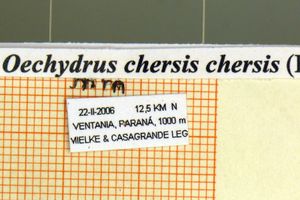 Oechydrus chersis chersis (
22-II-2006 12,5 KM N
VENTANIA, PARANÁ, 1000 m
MIELKE & CASAGRANDE LEG